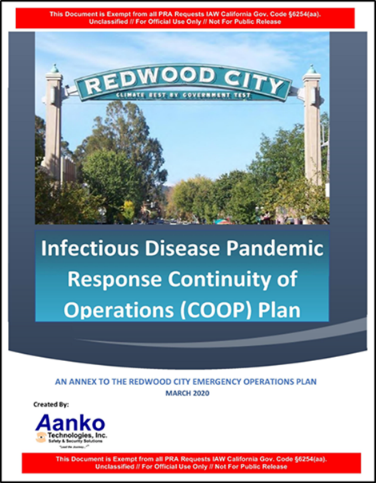 This Document is Exempt from all PRA Requests IAW California Gov. Code §6254(aa).
Unclassified // For Official Use Only // Not For Public Release
REDWOOD CITY
CLIMATE BEST BY GOVERNMENT TEST
Infectious Disease Pandemic
Response Continuity of
Operations (COOP) Plan
AN ANNEX TO THE REDWOOD CITY EMERGENCY OPERATIONS PLAN
MARCH 2020
Created By:
Aanko
Technologies, Inc.
Safety & Security Solutions
This Document is Exempt from all PRA Requests IAW California Gov. Code §6254(aa).
Unclassified // For Official Use Only // Not For Public Release